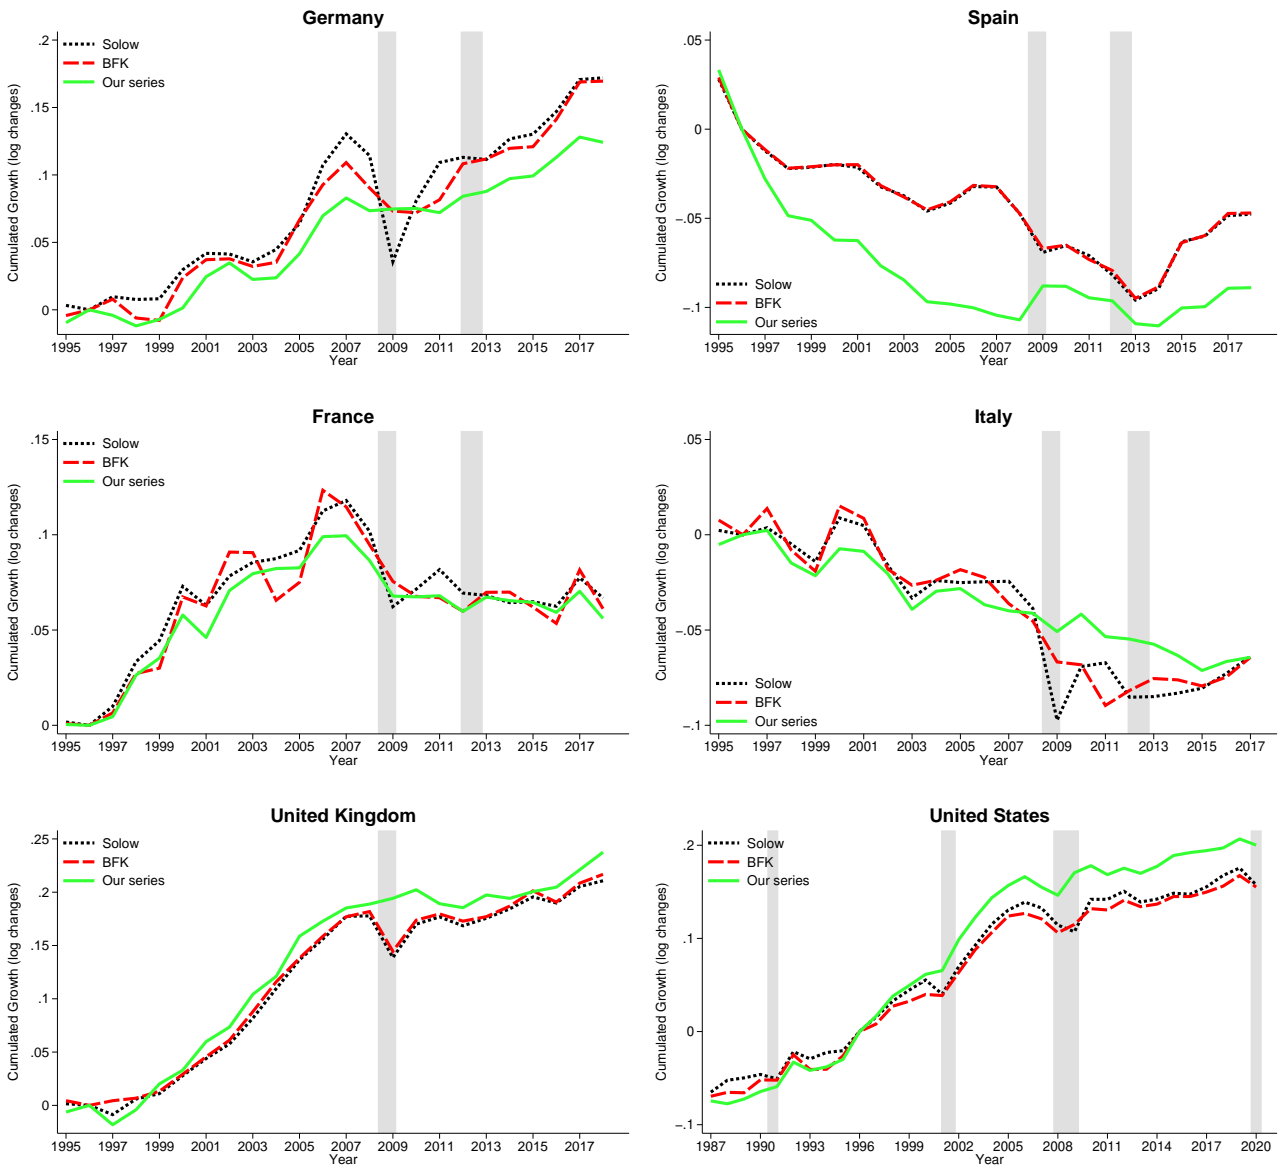 Germany
Cumulated Growth (log changes)
.2
.15
.1
.05
0
Solow
BFK
Our series
1995 1997 1999 2001 2003 2005 2007 2009 2011 2013 2015 2017
Year
Spain
Cumulated Growth (log changes)
.05
0
−.05
−.1
Solow
BFK
Our series
1995 1997 1999 2001 2003 2005 2007 2009 2011 2013 2015 2017
Year
France
Cumulated Growth (log changes)
.15
.1
.05
0
Solow
BFK
Our series
1995 1997 1999 2001 2003 2005 2007 2009 2011 2013 2015 2017
Year
Italy
Cumulated Growth (log changes)
.05
0
−.05
−.1
Solow
BFK
Our series
1995 1997 1999 2001 2003 2005 2007 2009 2011 2013 2015 2017
Year
United Kingdom
Cumulated Growth (log changes)
.25
.2
.15
.1
.05
0
Solow
BFK
Our series
1995 1997 1999 2001 2003 2005 2007 2009 2011 2013 2015 2017
Year
United States
Cumulated Growth (log changes)
.2
.1
0
−.1
Solow
BFK
Our series
1987 1990 1993 1996 1999 2002 2005 2008 2011 2014 2017 2020
Year